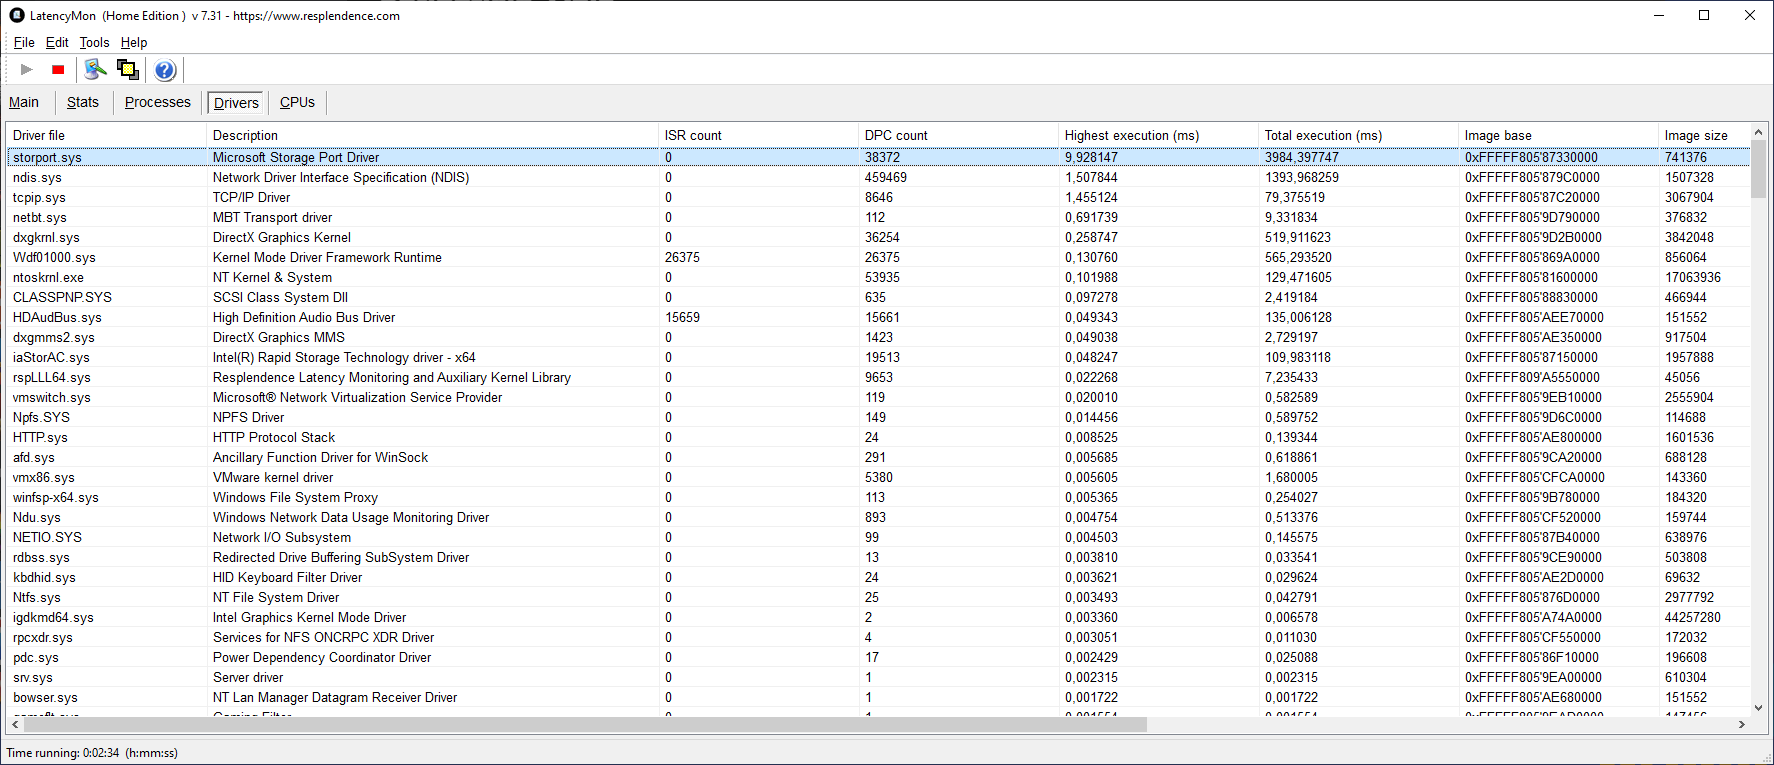 LatencyMon (Home Edition ) v 7.31 - https://www.resplendence.com
File Edit Tools Help
Main Stats Processes Drivers CPUs
Driver file Description ISR count DPC count Highest execution (ms) Total execution (ms) Image base Image size
storport.sys Microsoft Storage Port Driver 0 38372 9,928147 3984,397747 0xFFFFF805'87330000 741376
ndis.sys Network Driver Interface Specification (NDIS) 0 459469 1,507844 1393,968259 0xFFFFF805'879C0000 1507328
tcpip.sys TCP/IP Driver 0 8646 1,455124 79,375519 0xFFFFF805'87C20000 3067904
netbt.sys MBT Transport driver 0 112 0,691739 9,331834 0xFFFFF805'9D790000 376832
dxgkrnl.sys DirectX Graphics Kernel 0 36254 0,258747 519,911623 0xFFFFF805'9D2B0000 3842048
Wdf01000.sys Kernel Mode Driver Framework Runtime 26375 26375 0,130760 565,293520 0xFFFFF805'869A0000 856064
ntoskrnl.exe NT Kernel & System 0 53935 0,101988 129,471605 0xFFFFF805'81600000 17063936
CLASSPNP.SYS SCSI Class System Dll 0 635 0,097278 2,419184 0xFFFFF805'88830000 466944
HDAudBus.sys High Definition Audio Bus Driver 15659 15661 0,049343 135,006128 0xFFFFF805'AEE70000 151552
dxgmms2.sys DirectX Graphics MMS 0 1423 0,049038 2,729197 0xFFFFF805'AE350000 917504
iaStorAC.sys Intel(R) Rapid Storage Technology driver - x64 0 19513 0,048247 109,983118 0xFFFFF805'87150000 1957888
rspLLL64.sys Resplendence Latency Monitoring and Auxiliary Kernel Library 0 9653 0,022268 7,235433 0xFFFFF809'A5550000 45056
vmswitch.sys Microsoft® Network Virtualization Service Provider 0 119 0,020010 0,582589 0xFFFFF805'9EB10000 2555904
Npfs.SYS NPFS Driver 0 149 0,014456 0,589752 0xFFFFF805'9D6C0000 114688
HTTP.sys HTTP Protocol Stack 0 24 0,008525 0,139344 0xFFFFF805'AE800000 1601536
afd.sys Ancillary Function Driver for WinSock 0 291 0,005685 0,618861 0xFFFFF805'9CA20000 688128
vmx86.sys VMware kernel driver 0 5380 0,005605 1,680005 0xFFFFF805'CFCA0000 143360
winfsp-x64.sys Windows File System Proxy 0 113 0,005365 0,254027 0xFFFFF805'9B780000 184320
Ndu.sys Windows Network Data Usage Monitoring Driver 0 893 0,004754 0,513376 0xFFFFF805'CF520000 159744
NETIO.SYS Network I/O Subsystem 0 99 0,004503 0,145575 0xFFFFF805'87B40000 638976
rdbss.sys Redirected Drive Buffering SubSystem Driver 0 13 0,003810 0,033541 0xFFFFF805'9CE90000 503808
kbdhid.sys HID Keyboard Filter Driver 0 24 0,003621 0,029624 0xFFFFF805'AE2D0000 69632
Ntfs.sys NT File System Driver 0 25 0,003493 0,042791 0xFFFFF805'876D0000 2977792
igdkmd64.sys Intel Graphics Kernel Mode Driver 0 2 0,003360 0,006578 0xFFFFF805'A74A0000 44257280
rpcxdr.sys Services for NFS ONCRPC XDR Driver 0 4 0,003051 0,011030 0xFFFFF805'CF550000 172032
pdc.sys Power Dependency Coordinator Driver 0 17 0,002429 0,025088 0xFFFFF805'86F10000 196608
srv.sys Server driver 0 1 0,002315 0,002315 0xFFFFF805'9EA00000 610304
bowser.sys NT Lan Manager Datagram Receiver Driver 0 1 0,001722 0,001722 0xFFFFF805'AE680000 151552
Time running: 0:02:34 (h:mm:ss)